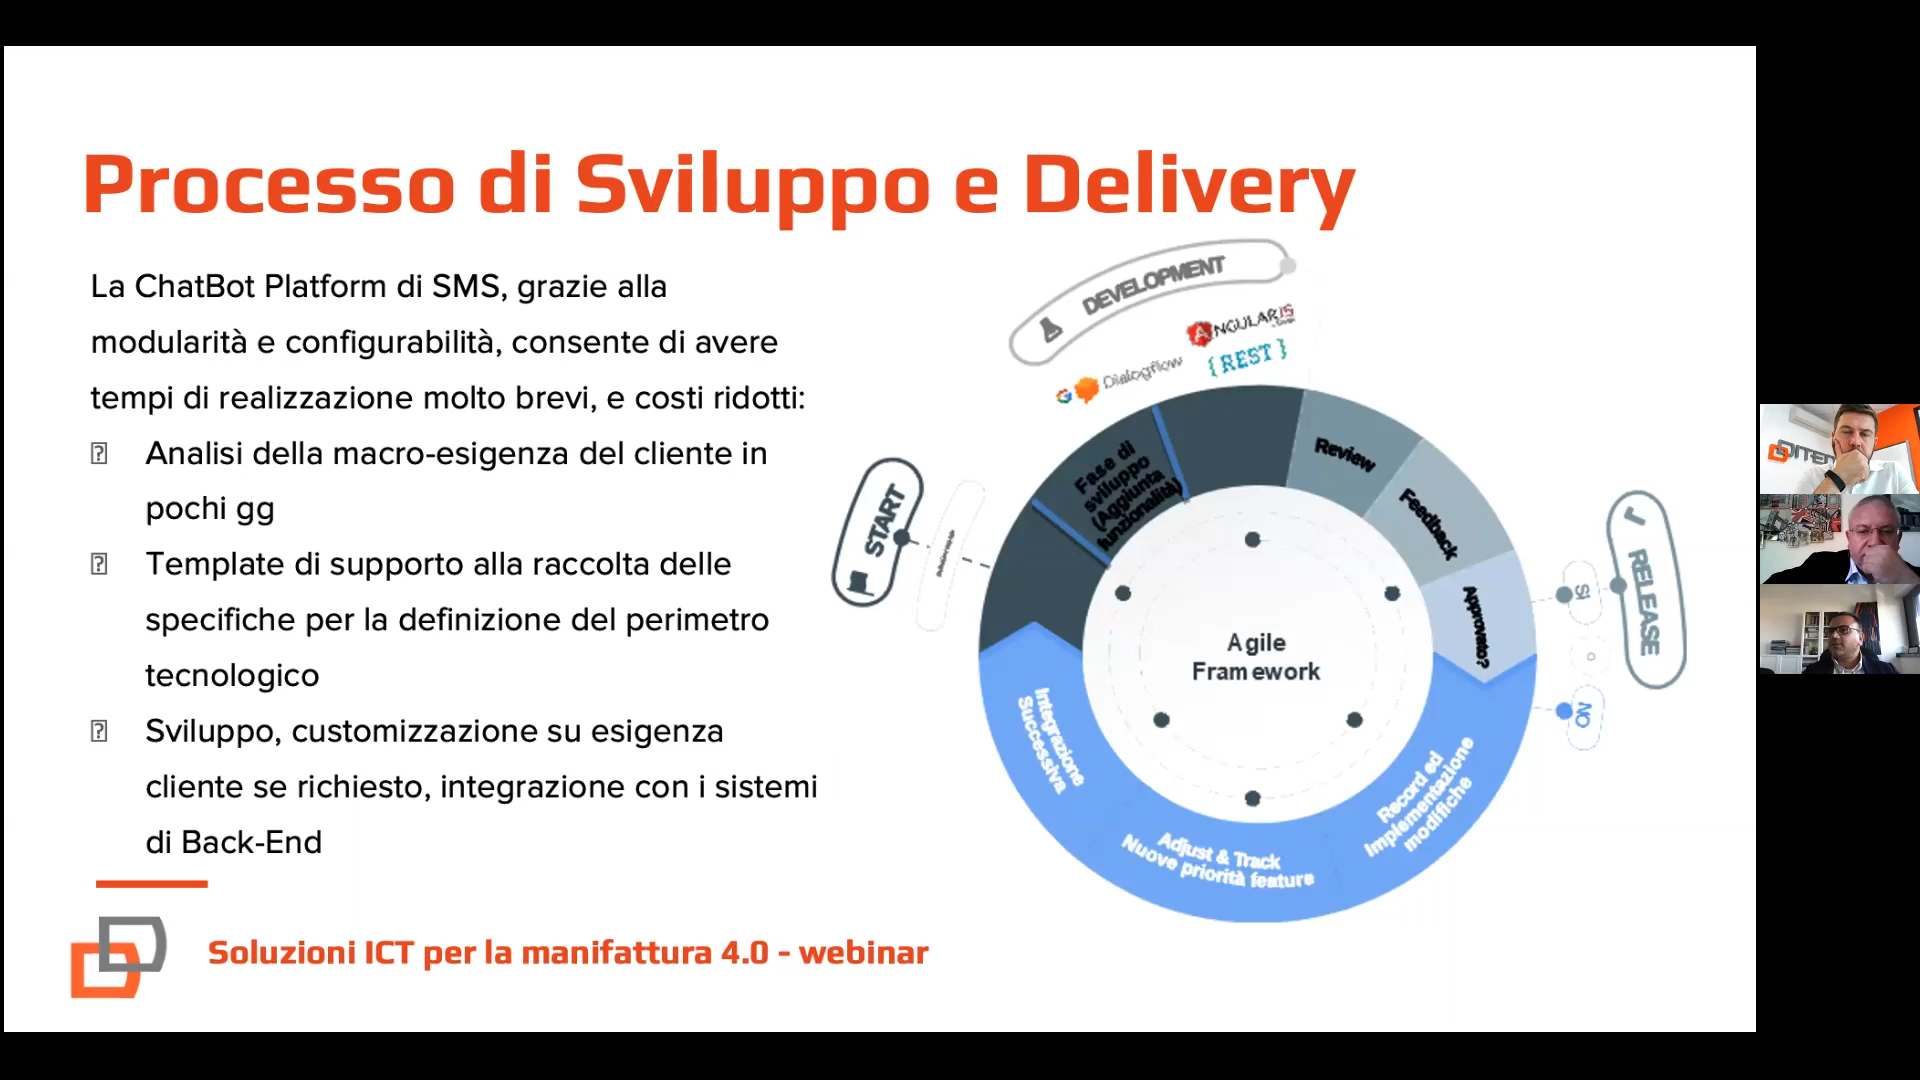 Processo di Sviluppo e Delivery
La ChatBot Platform di SMS, grazie alla
modularità e configurabilità, consente di avere
tempi di realizzazione molto brevi, e costi ridotti:
Analisi della macro-esigenza del cliente in
pochi gg
Template di supporto alla raccolta delle
specifiche per la definizione del perimetro
tecnologico
Sviluppo, customizzazione su esigenza
cliente se richiesto, integrazione con i sistemi
di Back-End
Soluzioni ICT per la manifattura 4.0 - webinar
START
DEVELOPMENT
ANGULARJS
Dialogflow
{ REST }
Fase di
sviluppo
(Aggiunta
funzionalità)
Review
Feedback
Approvato?
SI
NO
RELEASE
Agile
Framework
Record ed
Implementazione
modifiche
Adjust & Track
Nuove priorità feature
Integrazione
Successiva
DITEC